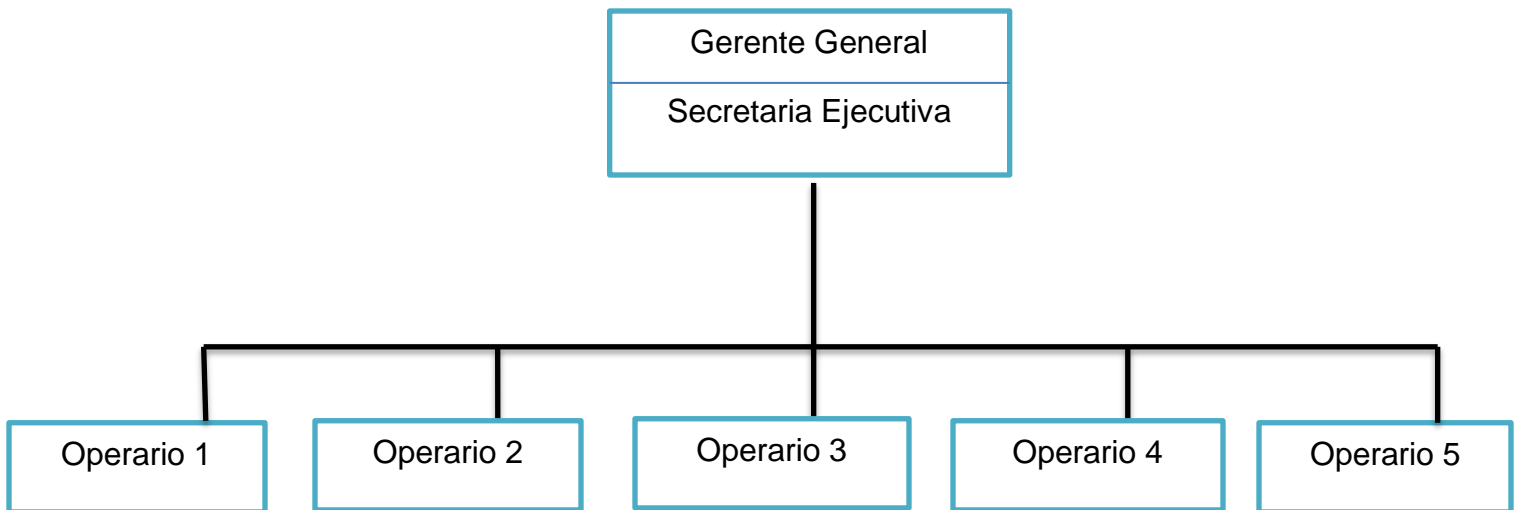 Gerente General
Secretaria Ejecutiva
Operario 1
Operario 2
Operario 3
Operario 4
Operario 5